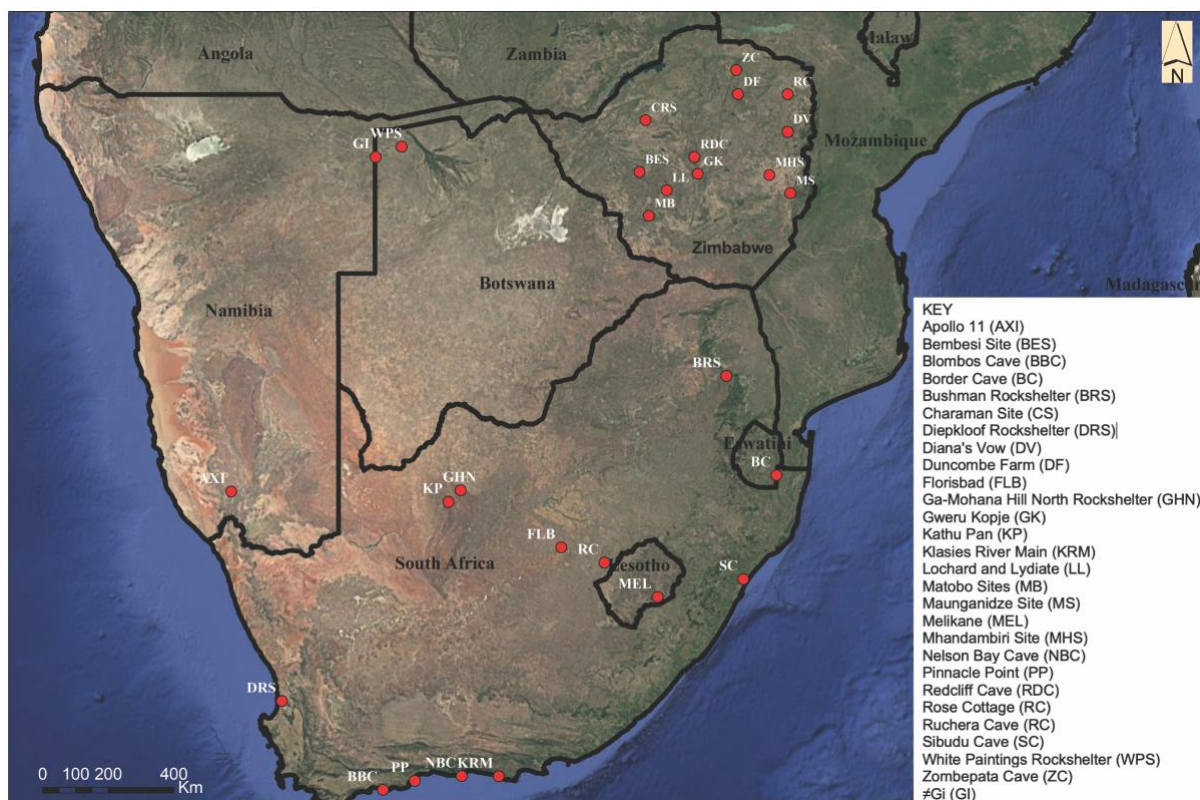 Angola
Zambia
Malaw
N
ZC
DF
RC
CRS
DV
Mozambique
WPS
GI
RDC
BES
GK
MHS
LL
MS
MB
Zimbabwe
Botswana
Madagascar
Namibia
BRS
Eswatini
BC
AXI
GHN
KP
FLB
RC
South Africa
Lesotho
SC
MEL
DRS
NBC KRM
PP
BBC
0 100 200 400
Km
KEY
Apollo 11 (AXI)
Bembesi Site (BES)
Blombos Cave (BBC)
Border Cave (BC)
Bushman Rockshelter (BRS)
Charaman Site (CS)
Diepkloof Rockshelter (DRS)
Diana's Vow (DV)
Duncombe Farm (DF)
Florisbad (FLB)
Ga-Mohana Hill North Rockshelter (GHN)
Gweru Kopje (GK)
Kathu Pan (KP)
Klasies River Main (KRM)
Lochard and Lydiate (LL)
Matobo Sites (MB)
Maunganidze Site (MS)
Melikane (MEL)
Mhandambiri Site (MHS)
Nelson Bay Cave (NBC)
Pinnacle Point (PP)
Redcliff Cave (RDC)
Rose Cottage (RC)
Ruchera Cave (RC)
Sibudu Cave (SC)
White Paintings Rockshelter (WPS)
Zombepata Cave (ZC)
≠Gi (GI)